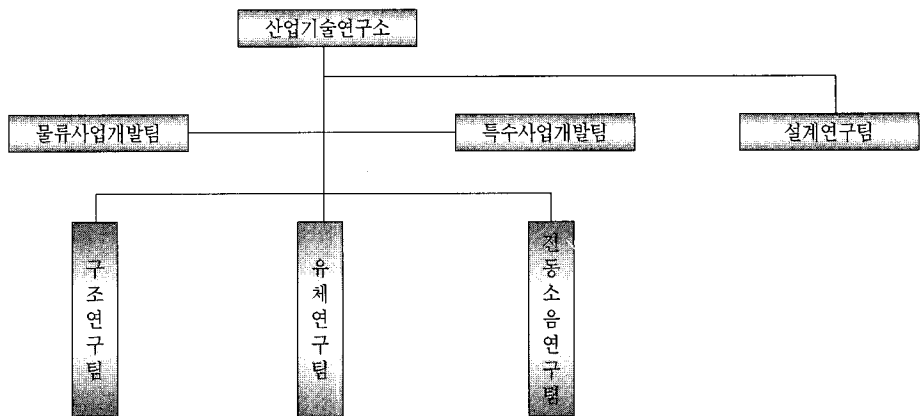 산업기술연구소
물류사업개발팀
특수사업개발팀
설계연구팀
구조연구팀
유체연구팀
진동소음연구팀